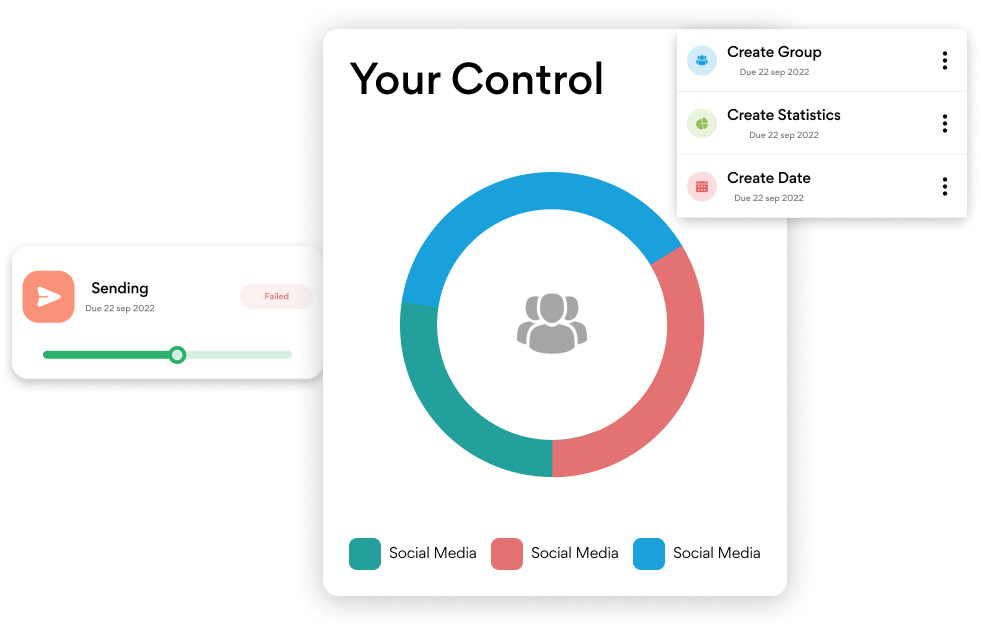 Your Control
Create Group
Due 22 sep 2022
Create Statistics
Due 22 sep 2022
Create Date
Due 22 sep 2022
Sending
Due 22 sep 2022
Failed
Social Media
Social Media
Social Media